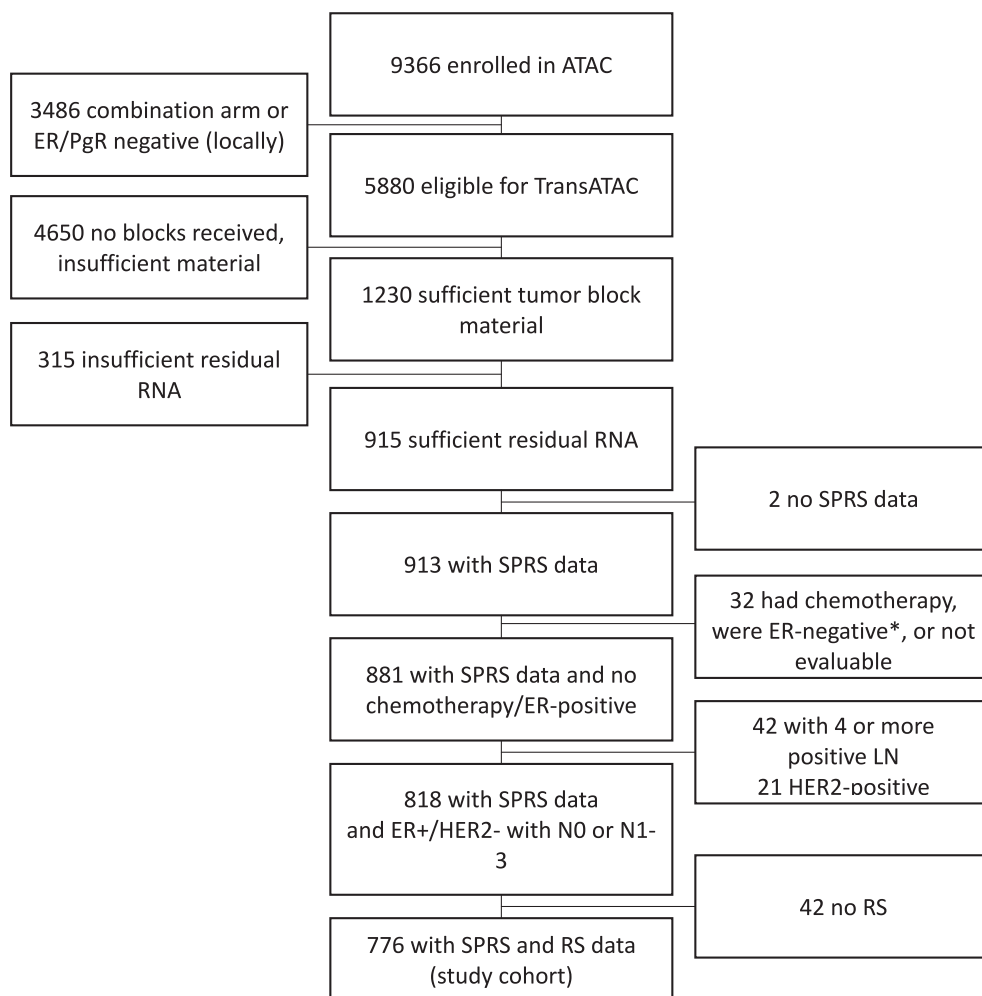 9366 enrolled in ATAC
3486 combination arm or
ER/PgR negative (locally)
5880 eligible for TransATAC
4650 no blocks received,
insufficient material
1230 sufficient tumor block
material
315 insufficient residual
RNA
915 sufficient residual RNA
2 no SPRS data
913 with SPRS data
32 had chemotherapy,
were ER-negative*, or not
evaluable
881 with SPRS data and no
chemotherapy/ER-positive
42 with 4 or more
positive LN
21 HER2-positive
818 with SPRS data
and ER+/HER2- with N0 or N1-
3
42 no RS
776 with SPRS and RS data
(study cohort)